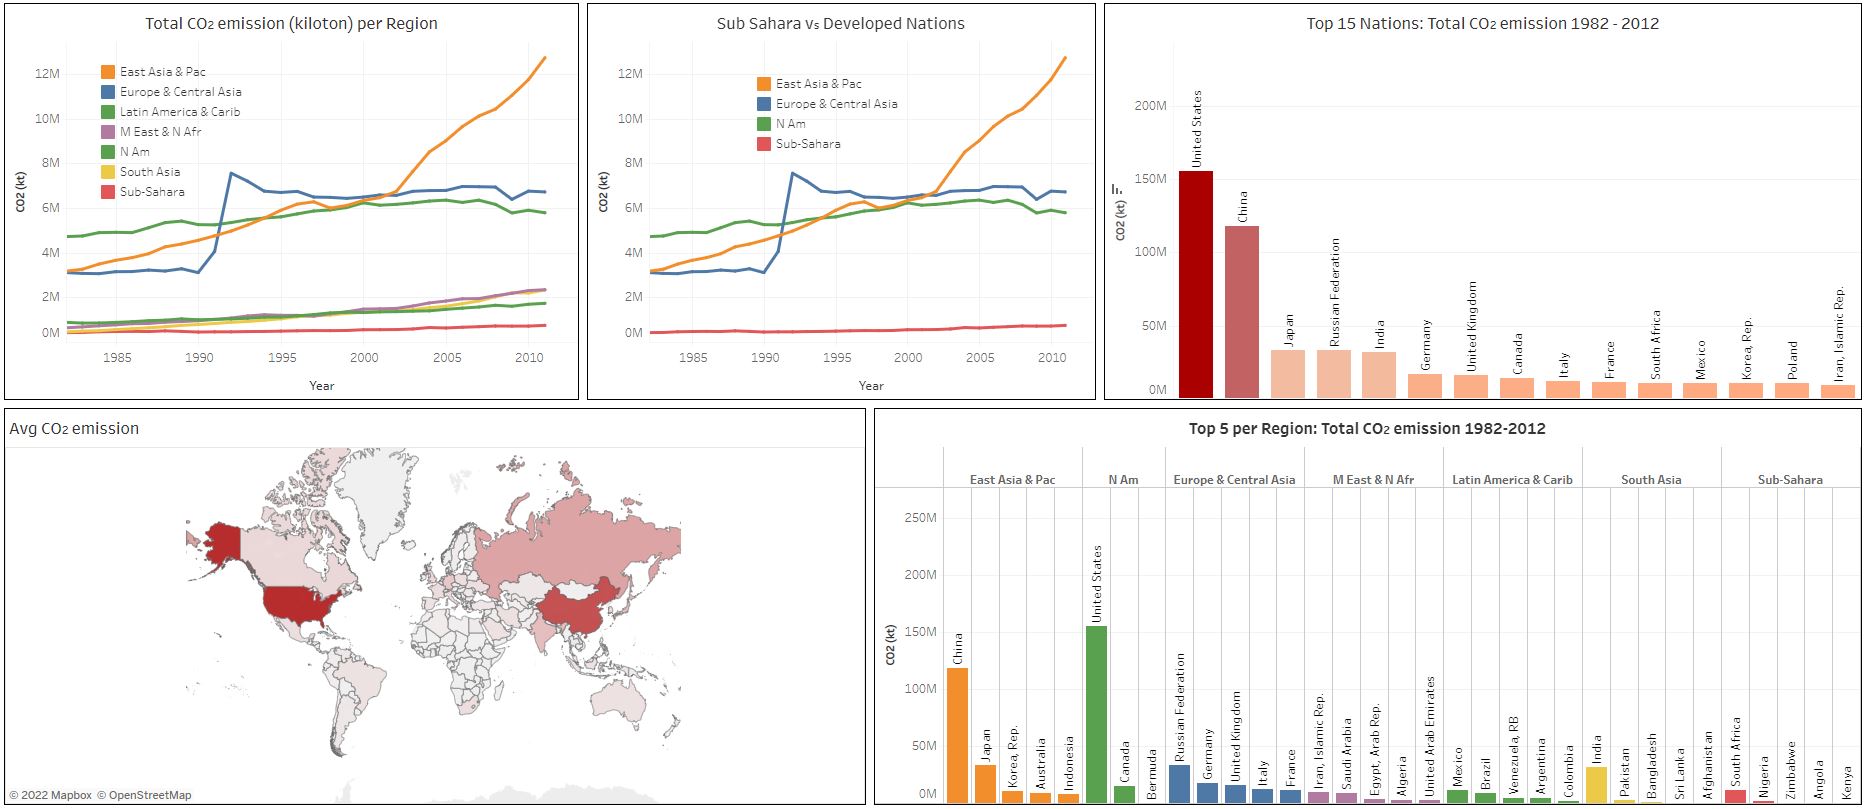 Total CO2 emission (kiloton) per Region
CO2 (kt)
12M
10M
8M
6M
4M
2M
0M
East Asia & Pac
Europe & Central Asia
Latin America & Carib
M East & N Afr
N Am
South Asia
Sub-Sahara
1985
1990
1995
2000
2005
2010
Year
Sub Sahara Vs Developed Nations
CO2 (kt)
12M
10M
8M
6M
4M
2M
0M
East Asia & Pac
Europe & Central Asia
N Am
Sub-Sahara
1985
1990
1995
2000
2005
2010
Year
Top 15 Nations: Total CO2 emission 1982 - 2012
CO2 (kt)
200M
150M
100M
50M
0M
United States
China
Japan
Russian Federation
India
Germany
United Kingdom
Canada
Italy
France
South Africa
Mexico
Korea, Rep.
Poland
Iran, Islamic Rep.
Avg CO2 emission
© 2022 Mapbox © OpenStreetMap
Top 5 per Region: Total CO2 emission 1982-2012
East Asia & Pac
N Am
Europe & Central Asia
M East & N Afr
Latin America & Carib
South Asia
Sub-Sahara
CO2 (kt)
250M
200M
150M
100M
50M
0M
China
Japan
Korea, Rep.
Australia
Indonesia
United States
Canada
Bermuda
Russian Federation
Germany
United Kingdom
Italy
France
Iran, Islamic Rep.
Saudi Arabia
Egypt, Arab Rep.
Algeria
United Arab Emirates
Mexico
Brazil
Venezuela, RB
Argentina
Colombia
India
Pakistan
Bangladesh
Sri Lanka
Afghanistan
South Africa
Nigeria
Zimbabwe
Angola
Kenya